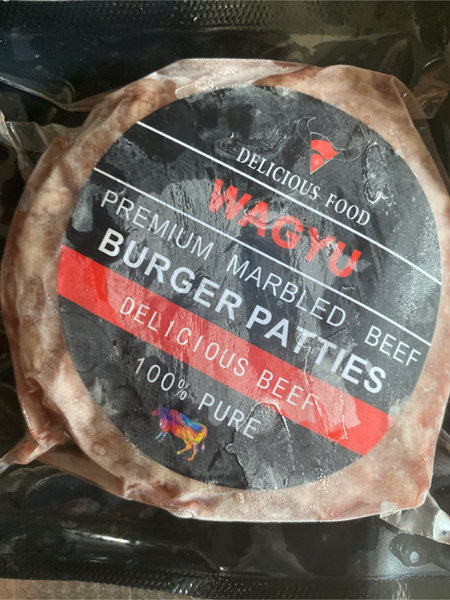 DELICIOUS FOOD
WAGYU
PREMIUM MARBLED BEEF
BURGER PATTIES
DELICIOUS BEEF
100% PURE